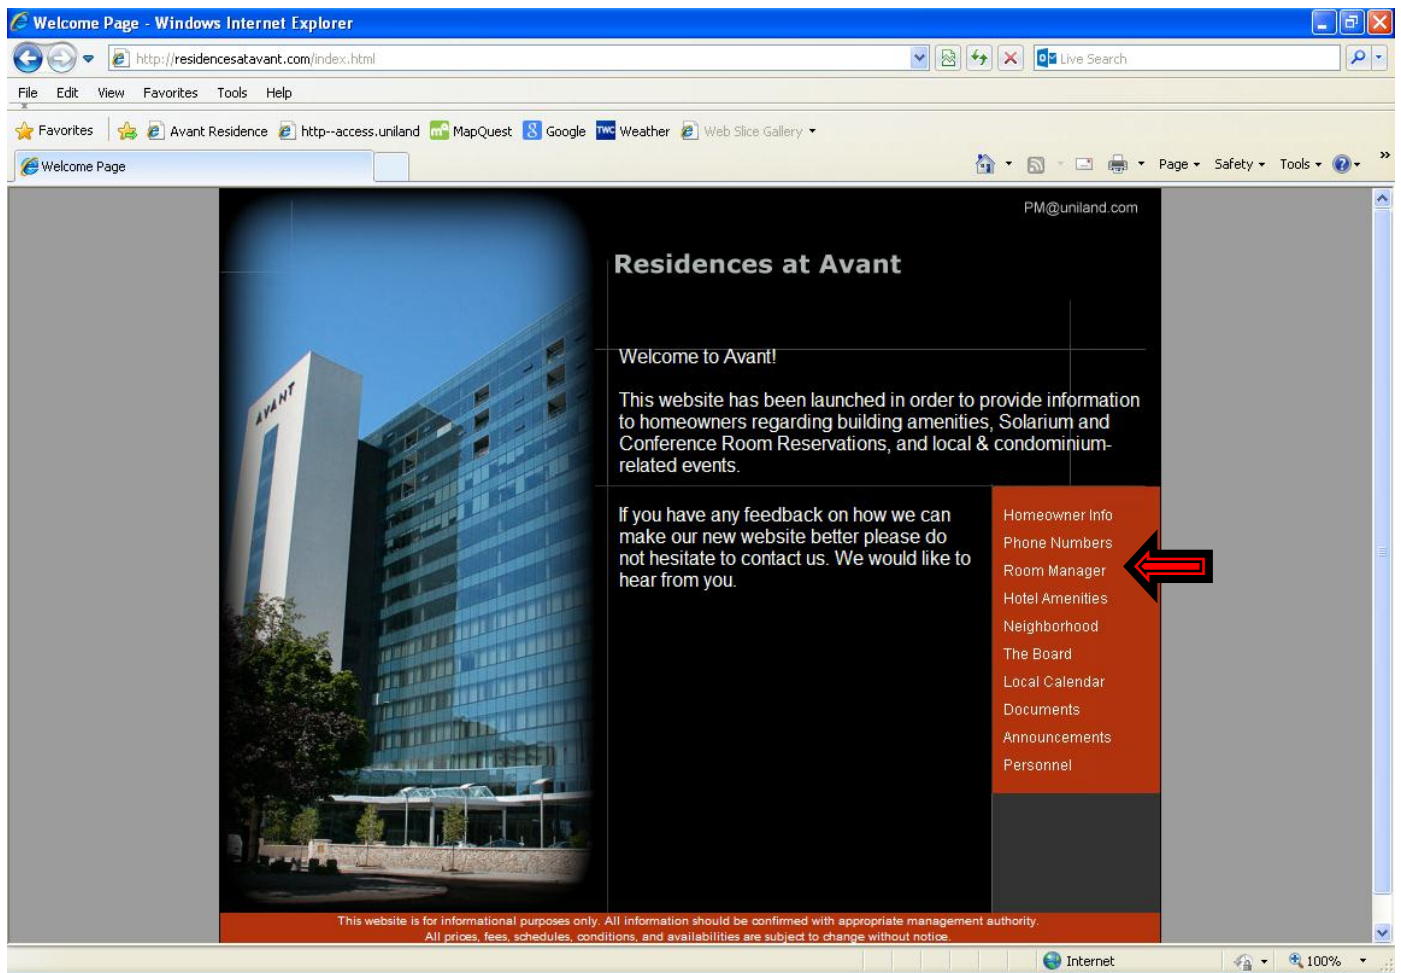 Welcome Page - Windows Internet Explorer
http://residencesatavant.com/index.html
Live Search
File Edit View Favorites Tools Help
x
Favorites Avant Residence http--access.uniland MapQuest Google TWC Weather Web Slice Gallery
Welcome Page
Page Safety Tools »
PM@uniland.com
Residences at Avant
AVANT
Welcome to Avant!
This website has been launched in order to provide information
to homeowners regarding building amenities, Solarium and
Conference Room Reservations, and local & condominium-
related events.
If you have any feedback on how we can
make our new website better please do
not hesitate to contact us. We would like to
hear from you.
Homeowner Info
Phone Numbers
Room Manager
Hotel Amenities
Neighborhood
The Board
Local Calendar
Documents
Announcements
Personnel
This website is for informational purposes only. All information should be confirmed with appropriate management authority.
All prices, fees, schedules, conditions, and availabilities are subject to change without notice.
Internet
100%